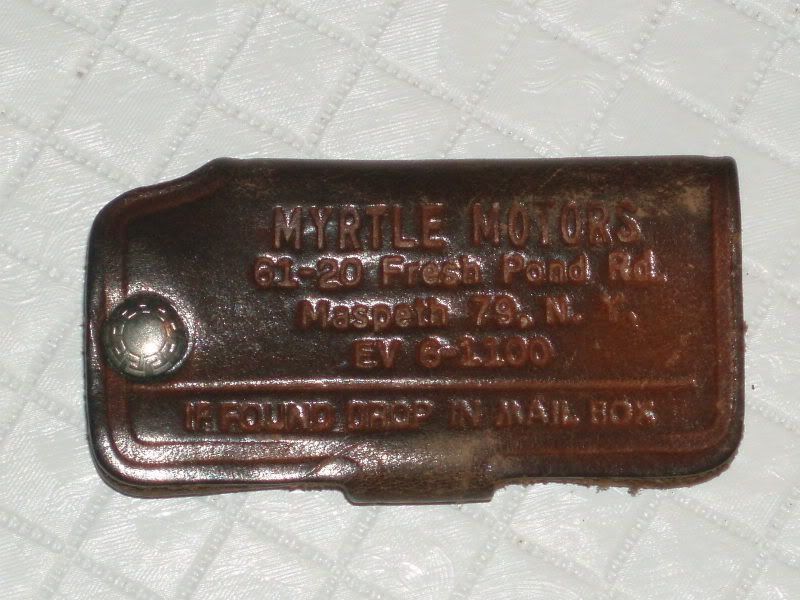 MYRTLE MOTORS
61-20 Fresh Pond Rd.
Maspeth 79, N. Y.
EV 6-1100
IF FOUND DROP IN MAIL BOX